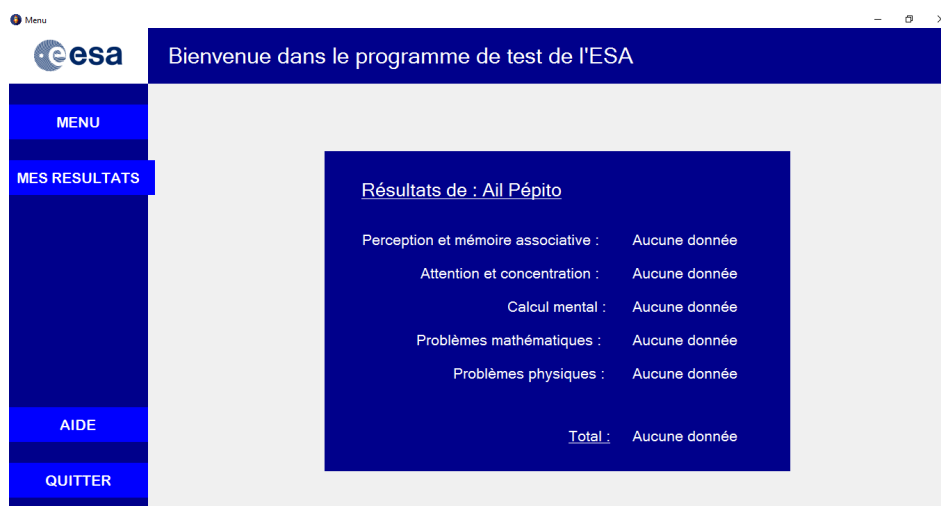 Menu
esa
Bienvenue dans le programme de test de l'ESA
MENU
MES RESULTATS
Résultats de : Ail Pépito
Perception et mémoire associative : Aucune donnée
Attention et concentration : Aucune donnée
Calcul mental : Aucune donnée
Problèmes mathématiques : Aucune donnée
Problèmes physiques : Aucune donnée
Total : Aucune donnée
AIDE
QUITTER